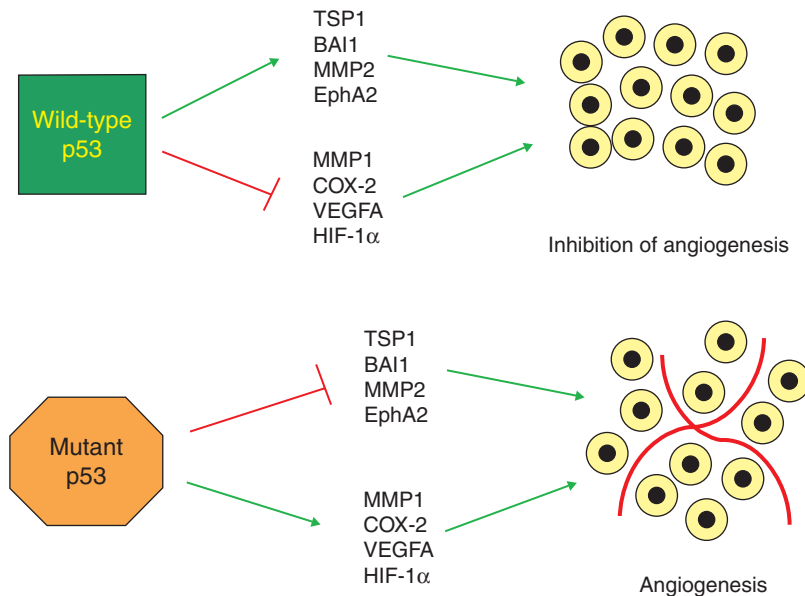 TSP1
BAI1
MMP2
EphA2
Wild-type
p53
MMP1
COX-2
VEGFA
HIF-1α
Inhibition of angiogenesis
TSP1
BAI1
MMP2
EphA2
Mutant
p53
MMP1
COX-2
VEGFA
HIF-1α
Angiogenesis